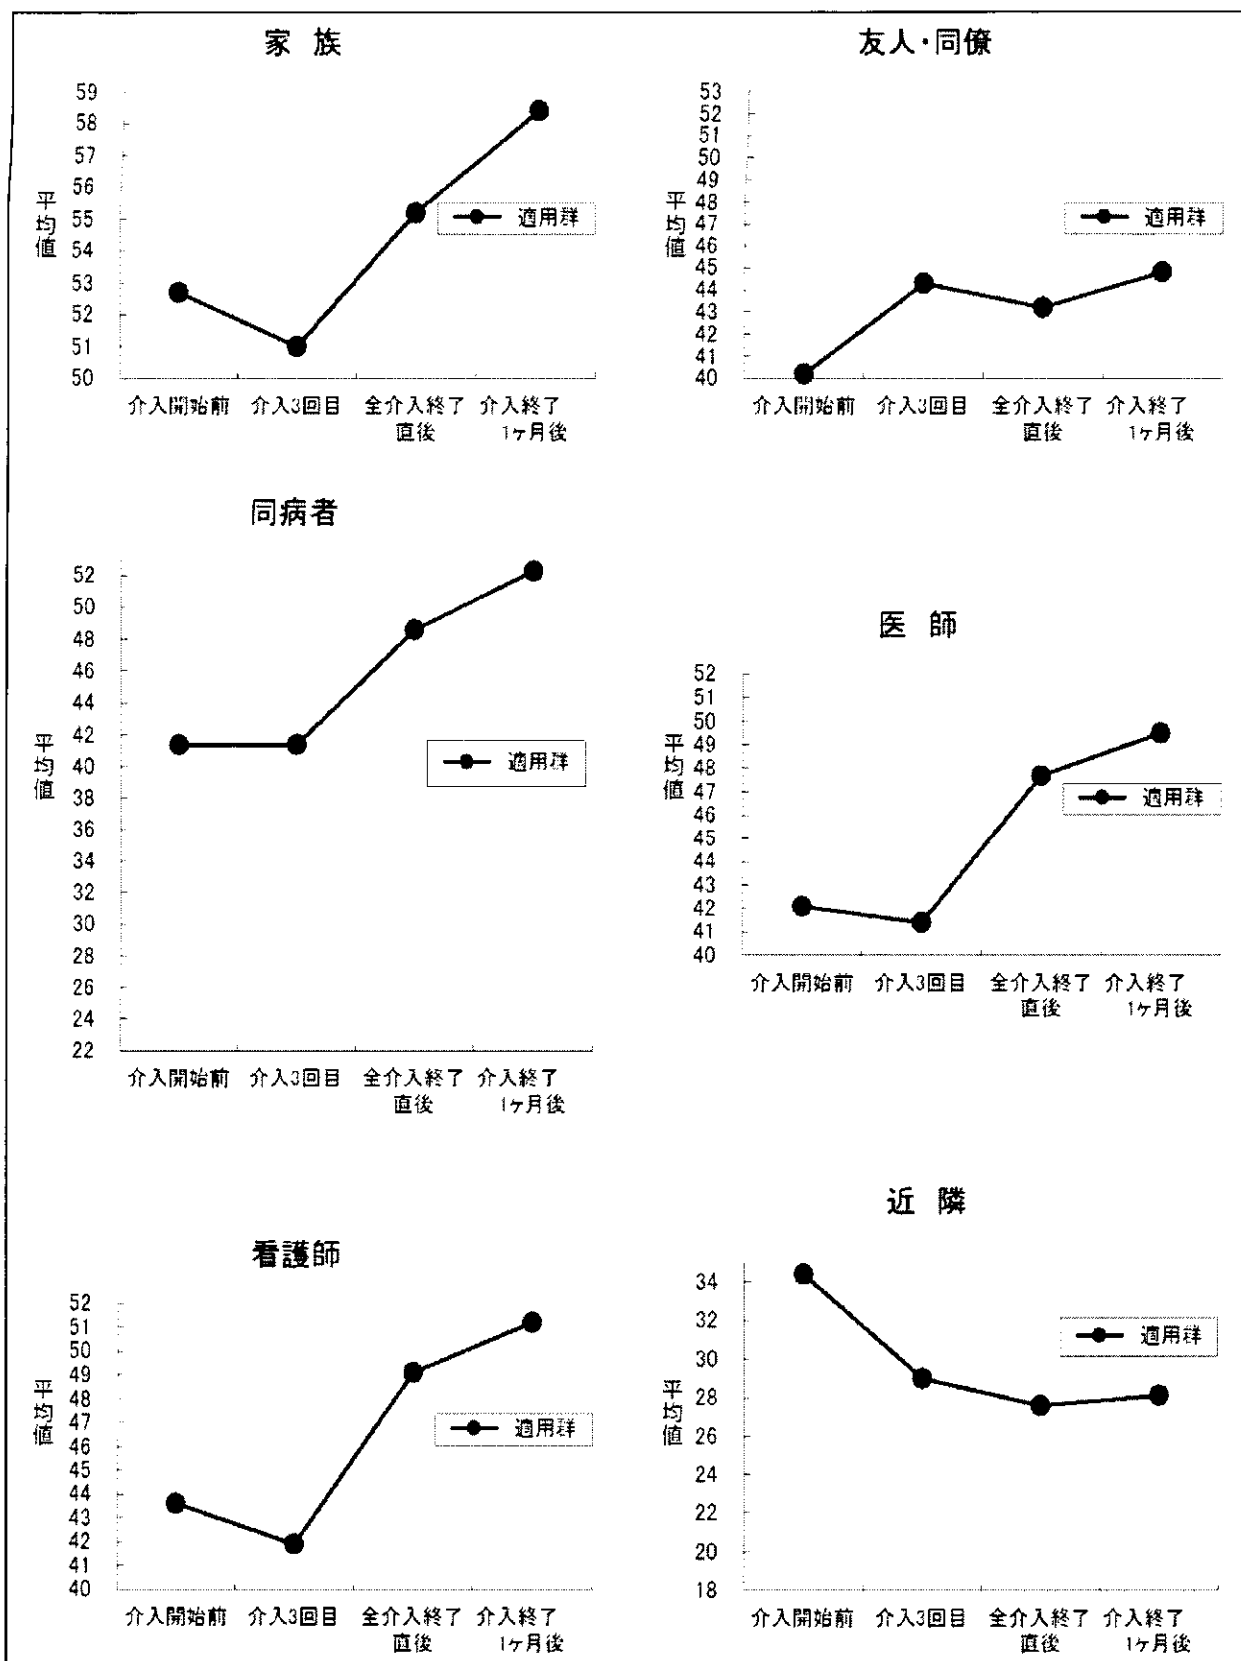 家 族
59
58
57
56
55
54
53
52
51
50
平均値
適用群
介入開始前 介入3回目 全介入終了 介入終了
直後 1ヶ月後
友人・同僚
53
52
51
50
49
48
47
46
45
44
43
42
41
40
平均値
適用群
介入開始前 介入3回目 全介入終了 介入終了
直後 1ヶ月後
同病者
52
50
48
46
44
42
40
38
36
34
32
30
28
26
24
22
平均値
適用群
介入開始前 介入3回目 全介入終了 介入終了
直後 1ヶ月後
医 師
52
51
50
49
48
47
46
45
44
43
42
41
40
平均値
適用群
介入開始前 介入3回目 全介入終了 介入終了
直後 1ヶ月後
看護師
52
51
50
49
48
47
46
45
44
43
42
41
40
平均値
適用群
介入開始前 介入3回目 全介入終了 介入終了
直後 1ヶ月後
近 隣
34
32
30
28
26
24
22
20
18
平均値
適用群
介入開始前 介入3回目 全介入終了 介入終了
直後 1ヶ月後